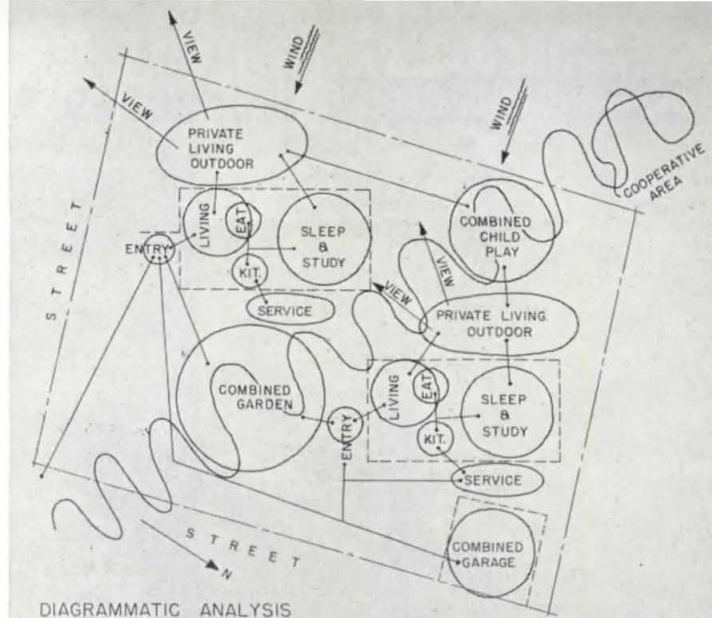 VIEW
WIND
VIEW
WIND
PRIVATE
LIVING
OUTDOOR
COOPERATIVE
AREA
COMBINED
CHILD
PLAY
LIVING
EAT
SLEEP
&
STUDY
ENTRY
KIT.
SERVICE
STREET
VIEW
VIEW
PRIVATE LIVING
OUTDOOR
COMBINED
GARDEN
LIVING
EAT
SLEEP
&
STUDY
ENTRY
KIT.
SERVICE
STREET
N
COMBINED
GARAGE
DIAGRAMMATIC ANALYSIS